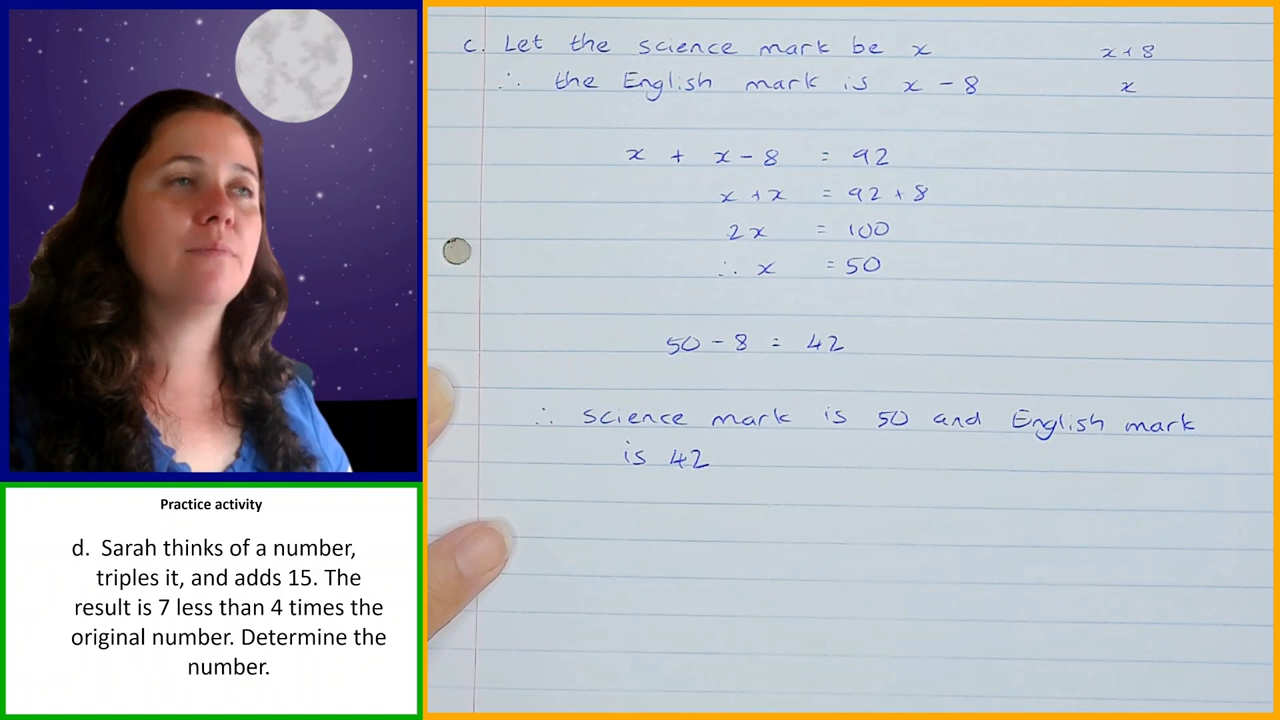 c. Let the science mark be x
x+8
∴ the English mark is x - 8
x
x + x - 8 = 92
x + x = 92 + 8
2x = 100
∴ x = 50
50 - 8 = 42
∴ science mark is 50 and English mark
is 42
Practice activity
d. Sarah thinks of a number,
triples it, and adds 15. The
result is 7 less than 4 times the
original number. Determine the
number.